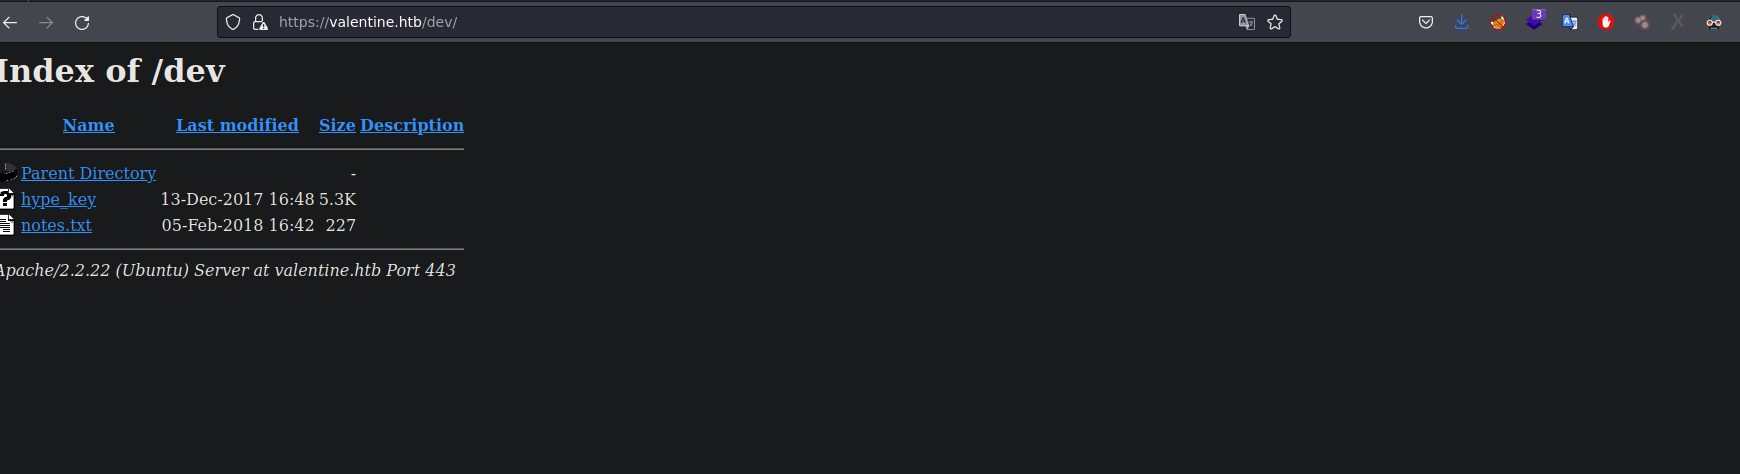 https://valentine.htb/dev/
3
Index of /dev
Name Last modified Size Description
Parent Directory -
hype_key 13-Dec-2017 16:48 5.3K
notes.txt 05-Feb-2018 16:42 227
Apache/2.2.22 (Ubuntu) Server at valentine.htb Port 443